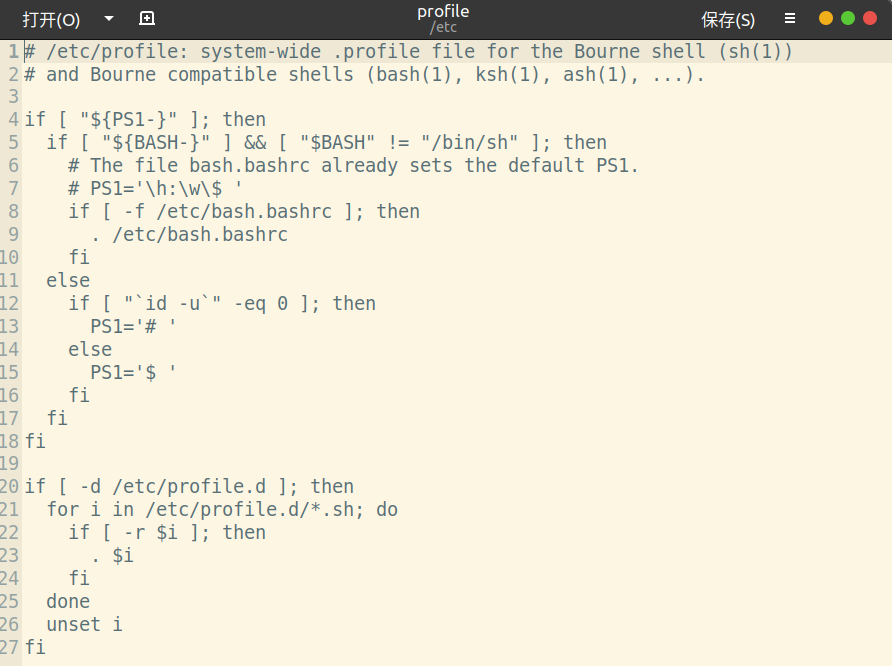 打开(O)
profile
/etc
保存(S)
1 # /etc/profile: system-wide .profile file for the Bourne shell (sh(1))
2 # and Bourne compatible shells (bash(1), ksh(1), ash(1), ...).
3
4 if [ "${PS1-}" ]; then
5   if [ "${BASH-}" ] && [ "$BASH" != "/bin/sh" ]; then
6     # The file bash.bashrc already sets the default PS1.
7     # PS1='\h:\w\$ '
8     if [ -f /etc/bash.bashrc ]; then
9       . /etc/bash.bashrc
10     fi
11   else
12     if [ "`id -u`" -eq 0 ]; then
13       PS1='# '
14     else
15       PS1='$ '
16     fi
17   fi
18 fi
19
20 if [ -d /etc/profile.d ]; then
21   for i in /etc/profile.d/*.sh; do
22     if [ -r $i ]; then
23       . $i
24     fi
25   done
26   unset i
27 fi